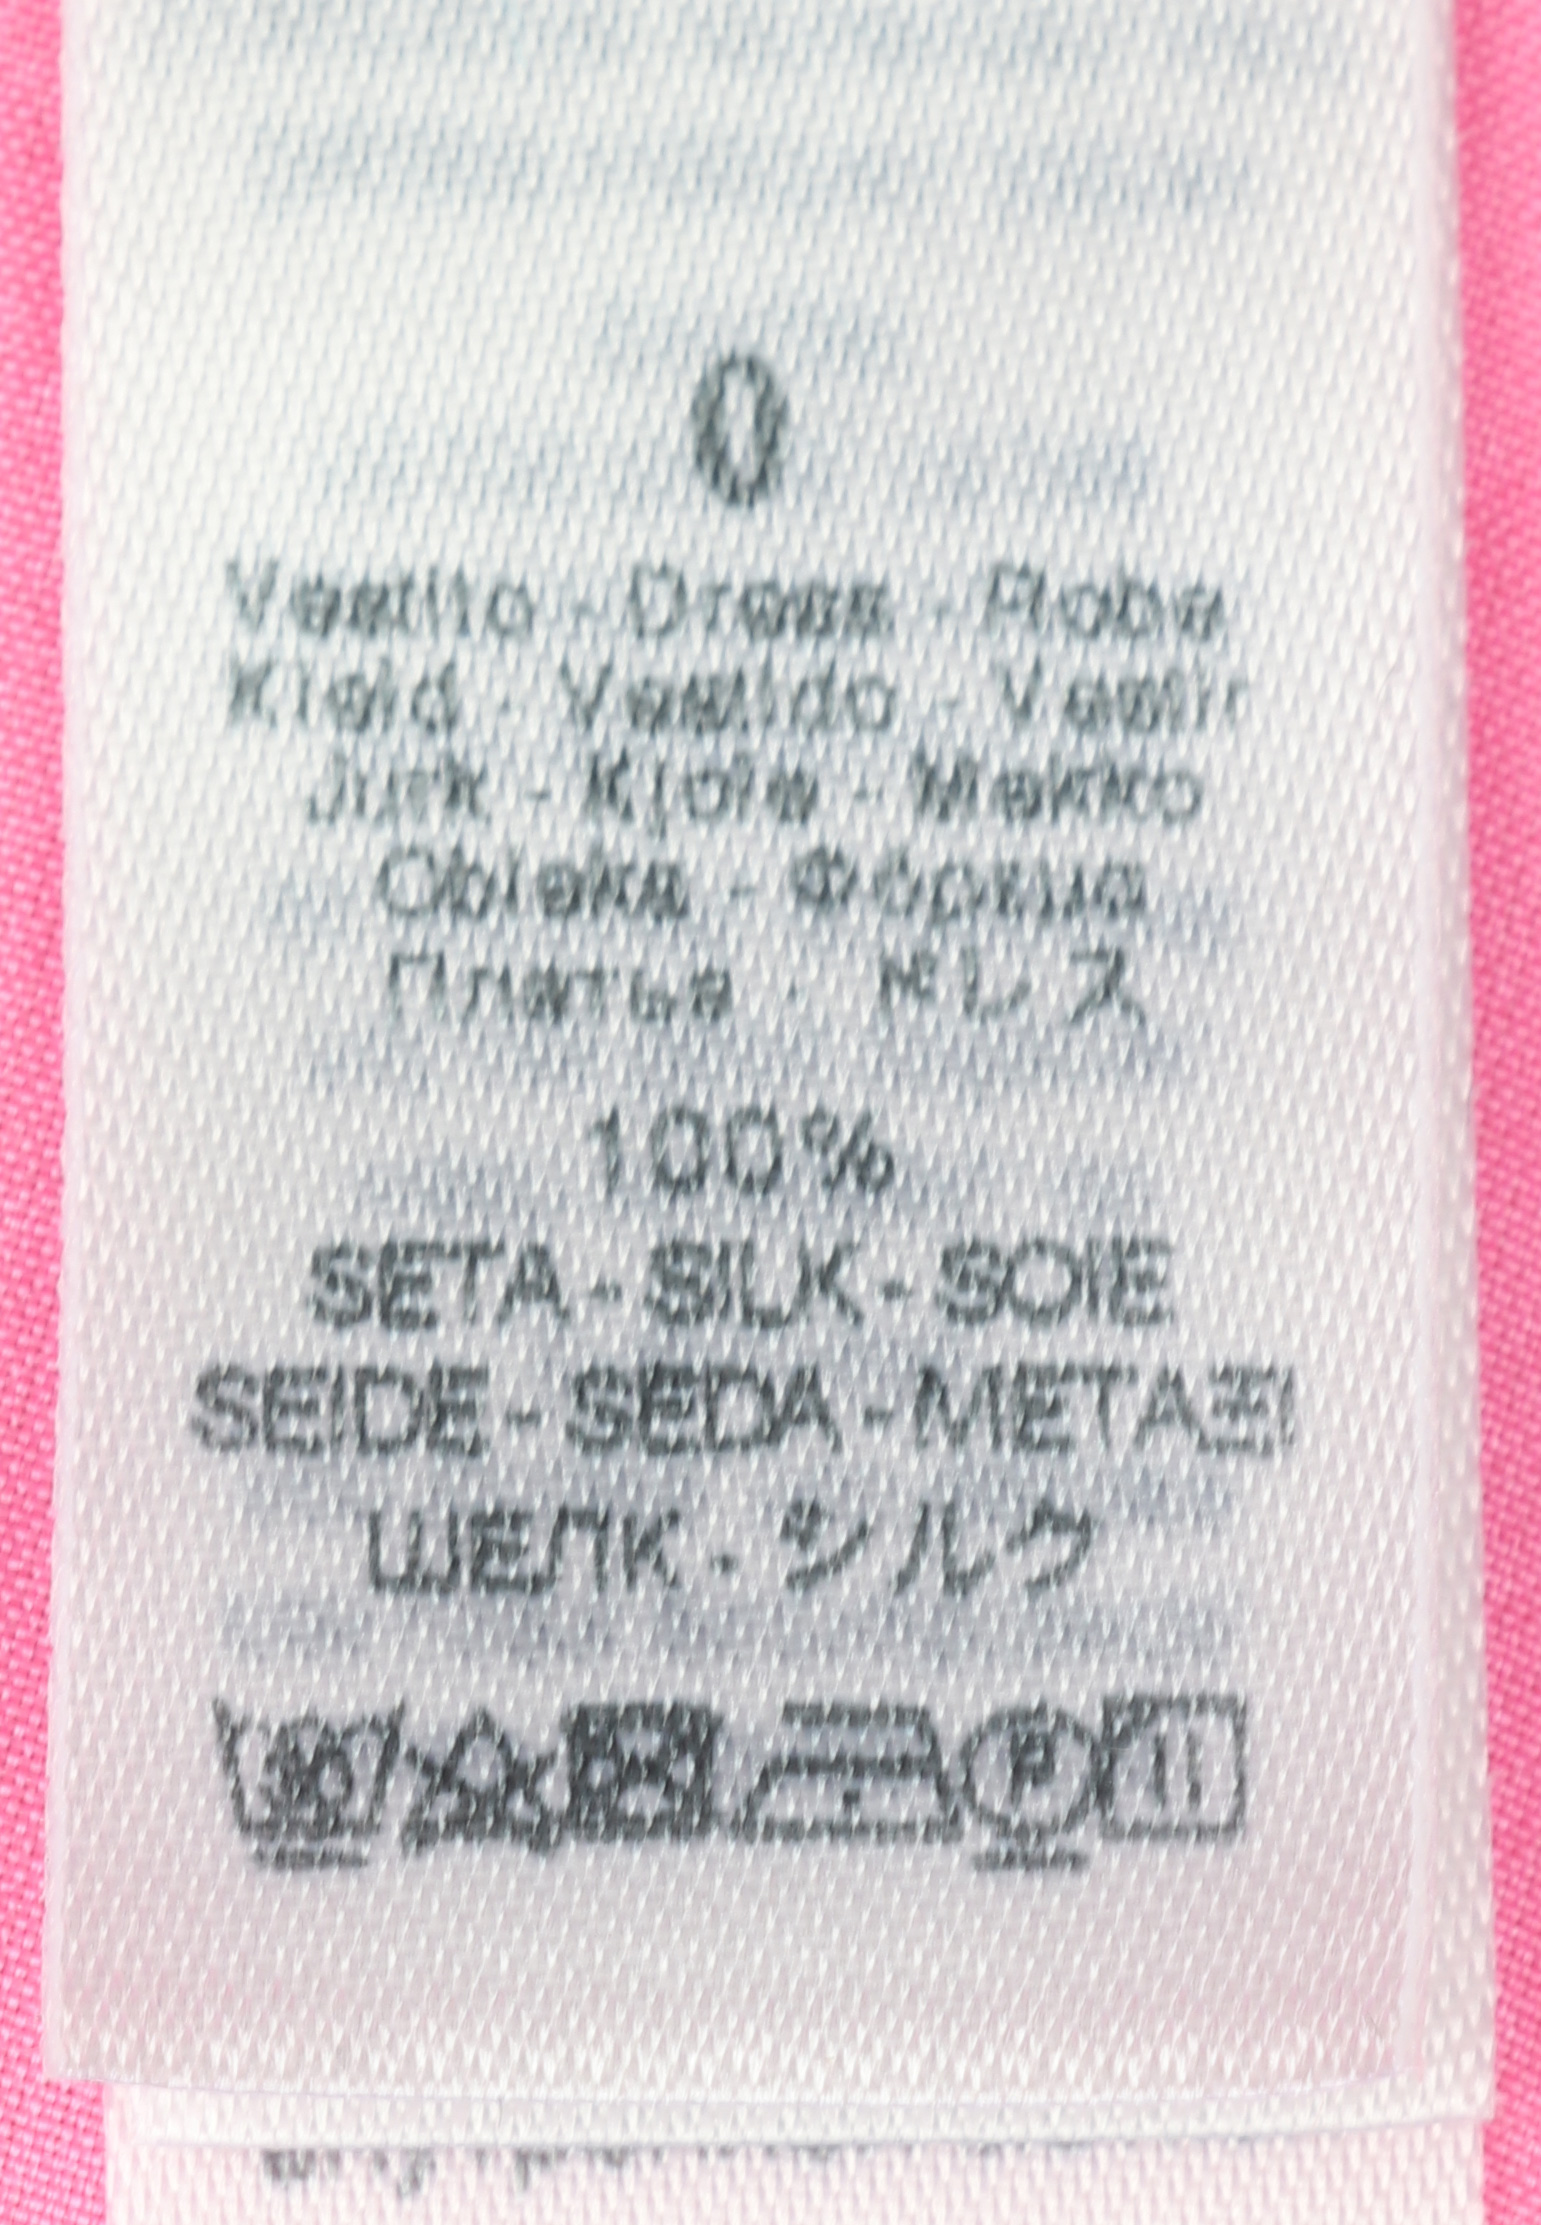 0
Vestito - Dress - Robe
Kleid - Vestido - Vestir
Jurk - Kjole - Mekko
Obleka - Φόρεμα
Платье - ドレス
100%
SETA - SILK - SOIE
SEIDE - SEDA - ΜΕΤΑΞΙ
ШЕЛК - シルク
P